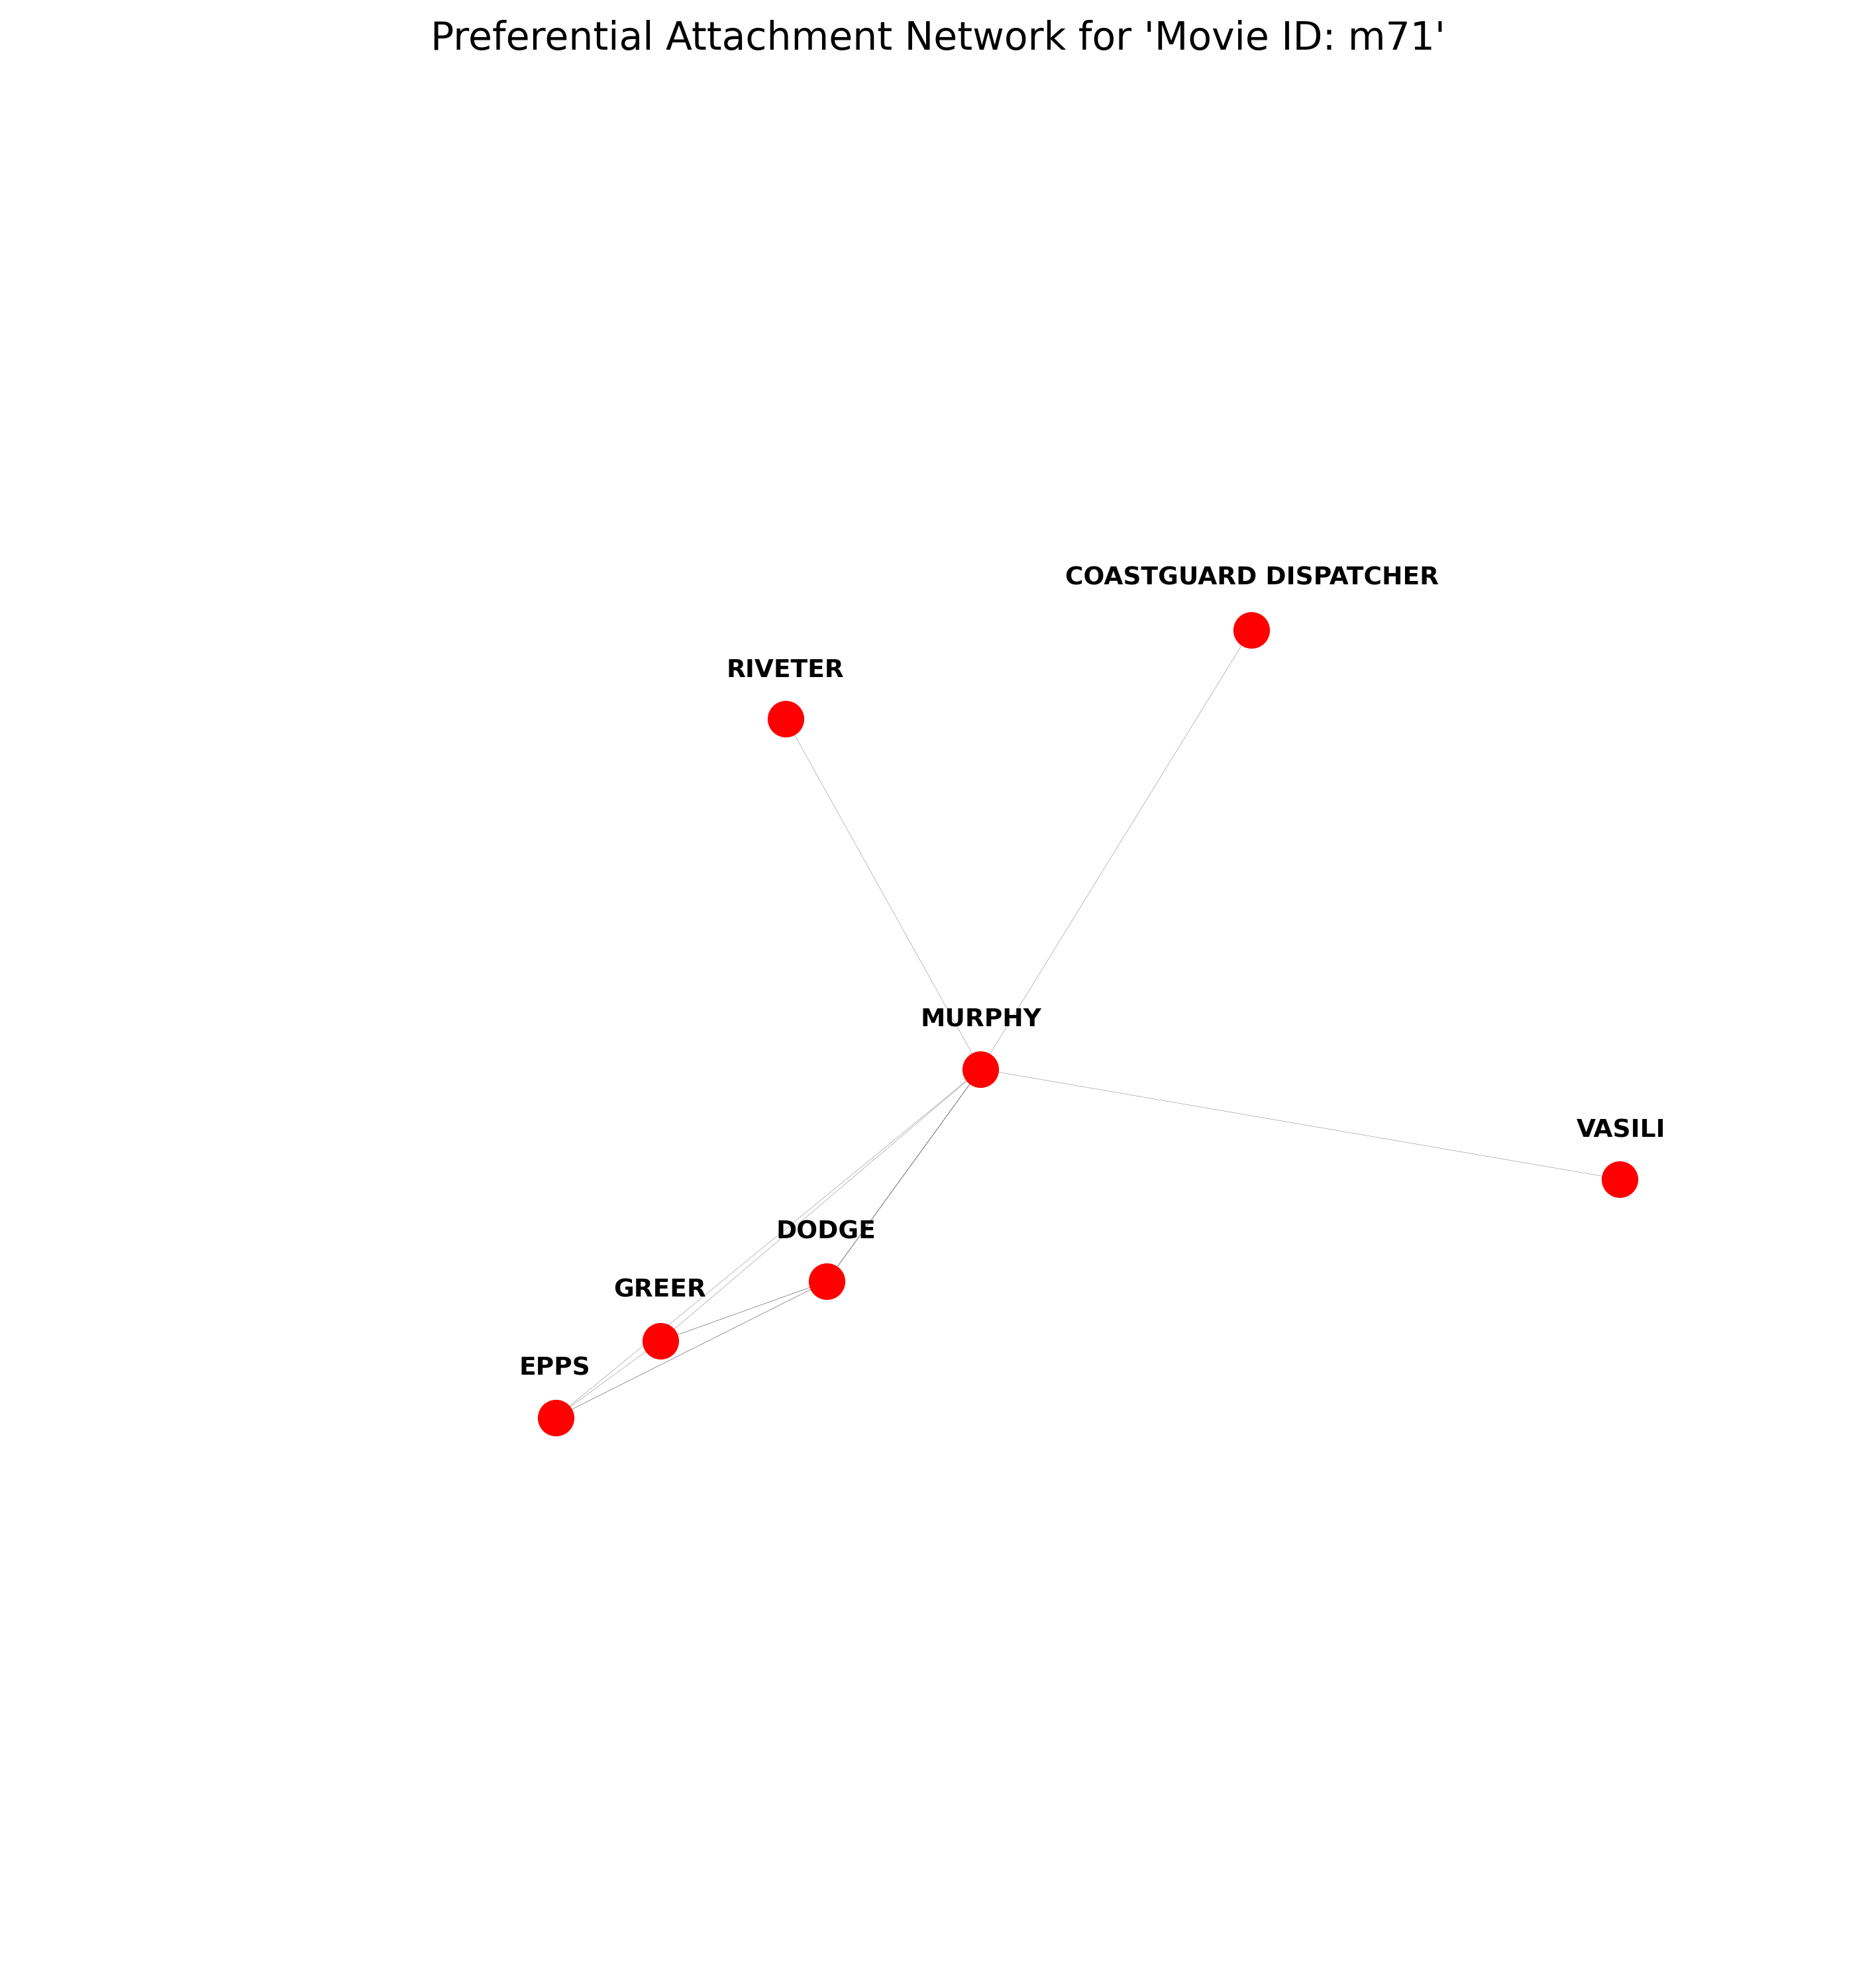 Preferential Attachment Network for 'Movie ID: m71'
COASTGUARD DISPATCHER
RIVETER
MURPHY
VASILI
DODGE
GREER
EPPS